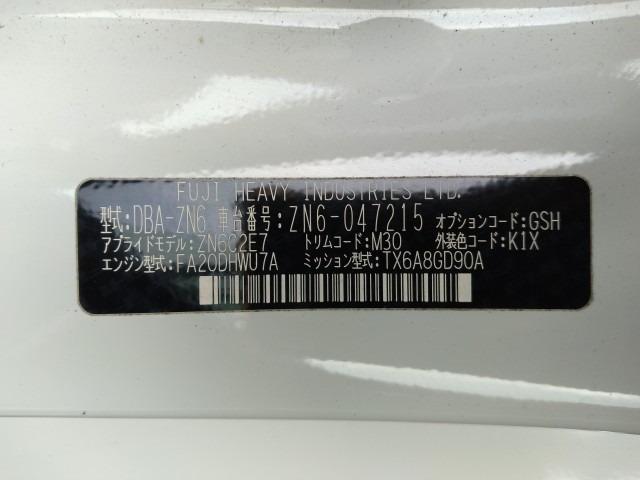 FUJI HEAVY INDUSTRIES LTD.
型式:DBA-ZN6 車台番号:ZN6-047215 オプションコード:GSH
アプライドモデル:ZN6C2E7 トリムコード:M30 外装色コード:K1X
エンジン型式:FA20DHWU7A ミッション型式:TX6A8GD90A